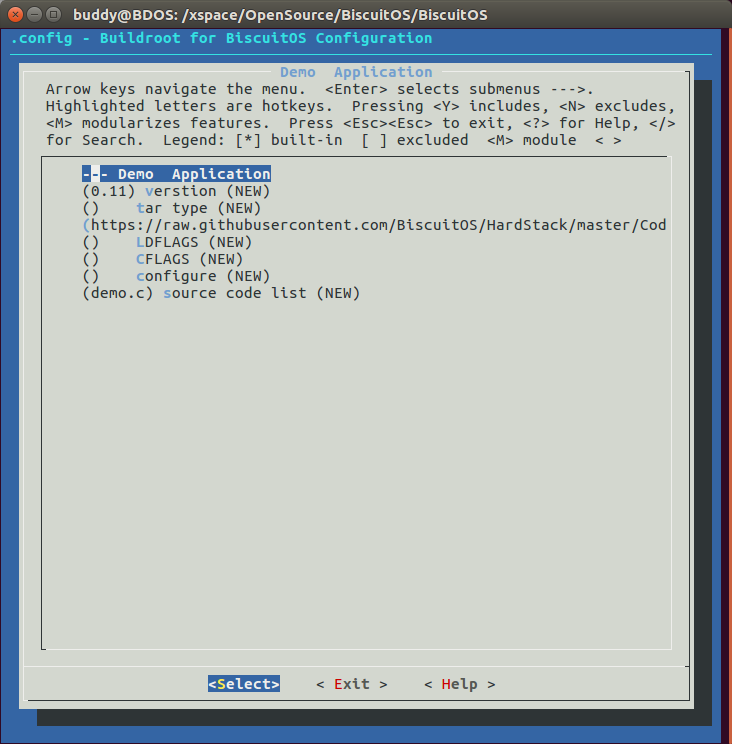 buddy@BDOS: /xspace/OpenSource/BiscuitOS/BiscuitOS
.config - Buildroot for BiscuitOS Configuration
Demo  Application
Arrow keys navigate the menu.  <Enter> selects submenus --->.
Highlighted letters are hotkeys.  Pressing <Y> includes, <N> excludes,
<M> modularizes features.  Press <Esc><Esc> to exit, <?> for Help, </>
for Search.  Legend: [*] built-in  [ ] excluded  <M> module  < >
--- Demo  Application
(0.11) verstion (NEW)
()    tar type (NEW)
(https://raw.githubusercontent.com/BiscuitOS/HardStack/master/Cod
()    LDFLAGS (NEW)
()    CFLAGS (NEW)
()    configure (NEW)
(demo.c) source code list (NEW)
<Select>    < Exit >    < Help >